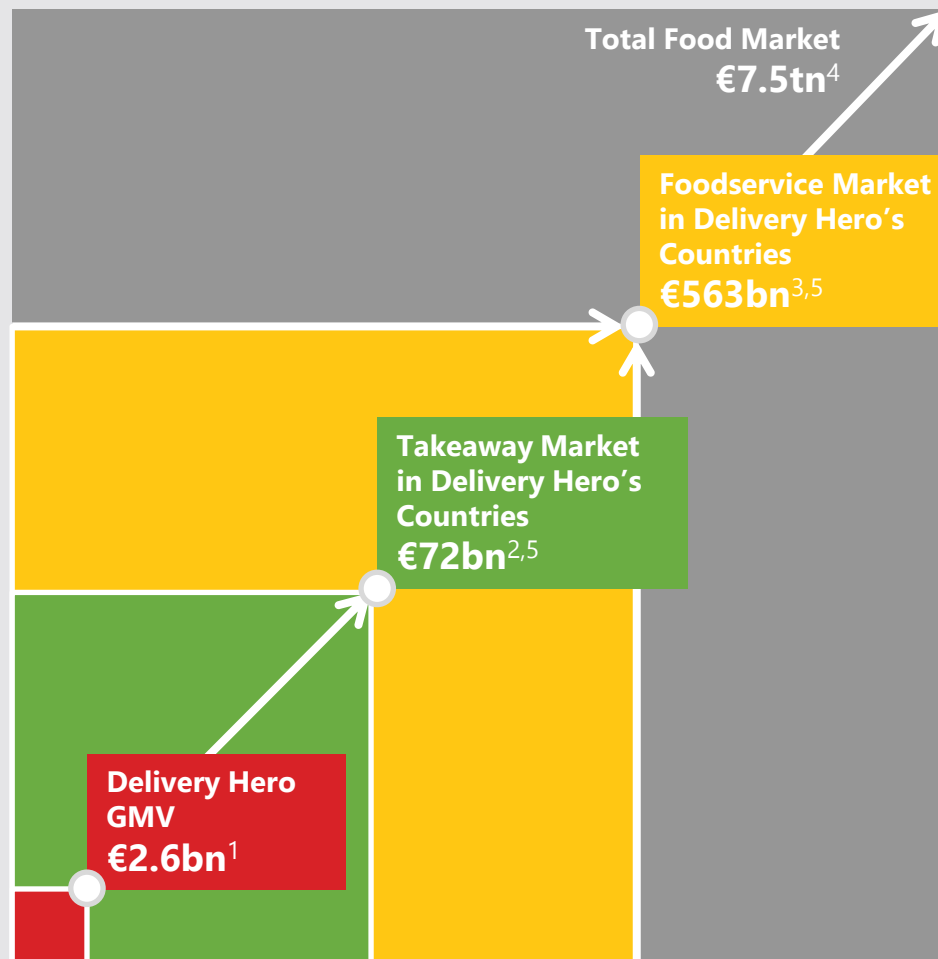 Total Food Market
€7.5tn4
Foodservice Market
in Delivery Hero’s
Countries
€563bn3,5
Takeaway Market
in Delivery Hero’s
Countries
€72bn2,5
Delivery Hero
GMV
€2.6bn1